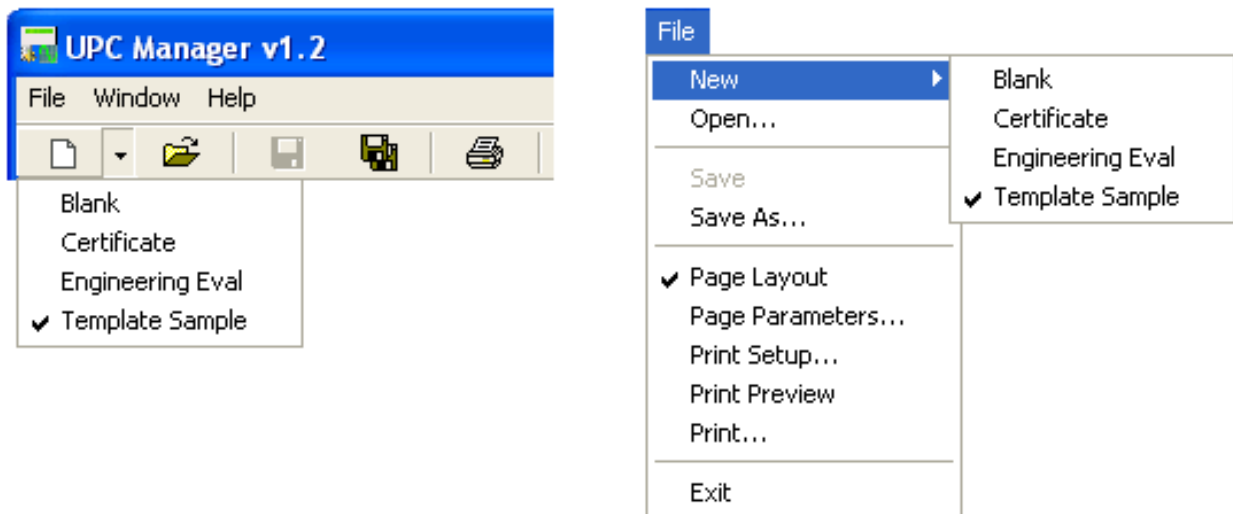 UPC Manager v1.2
File Window Help
Blank
Certificate
Engineering Eval
Template Sample
File
New
Open...
Save
Save As...
Page Layout
Page Parameters...
Print Setup...
Print Preview
Print...
Exit
Blank
Certificate
Engineering Eval
Template Sample